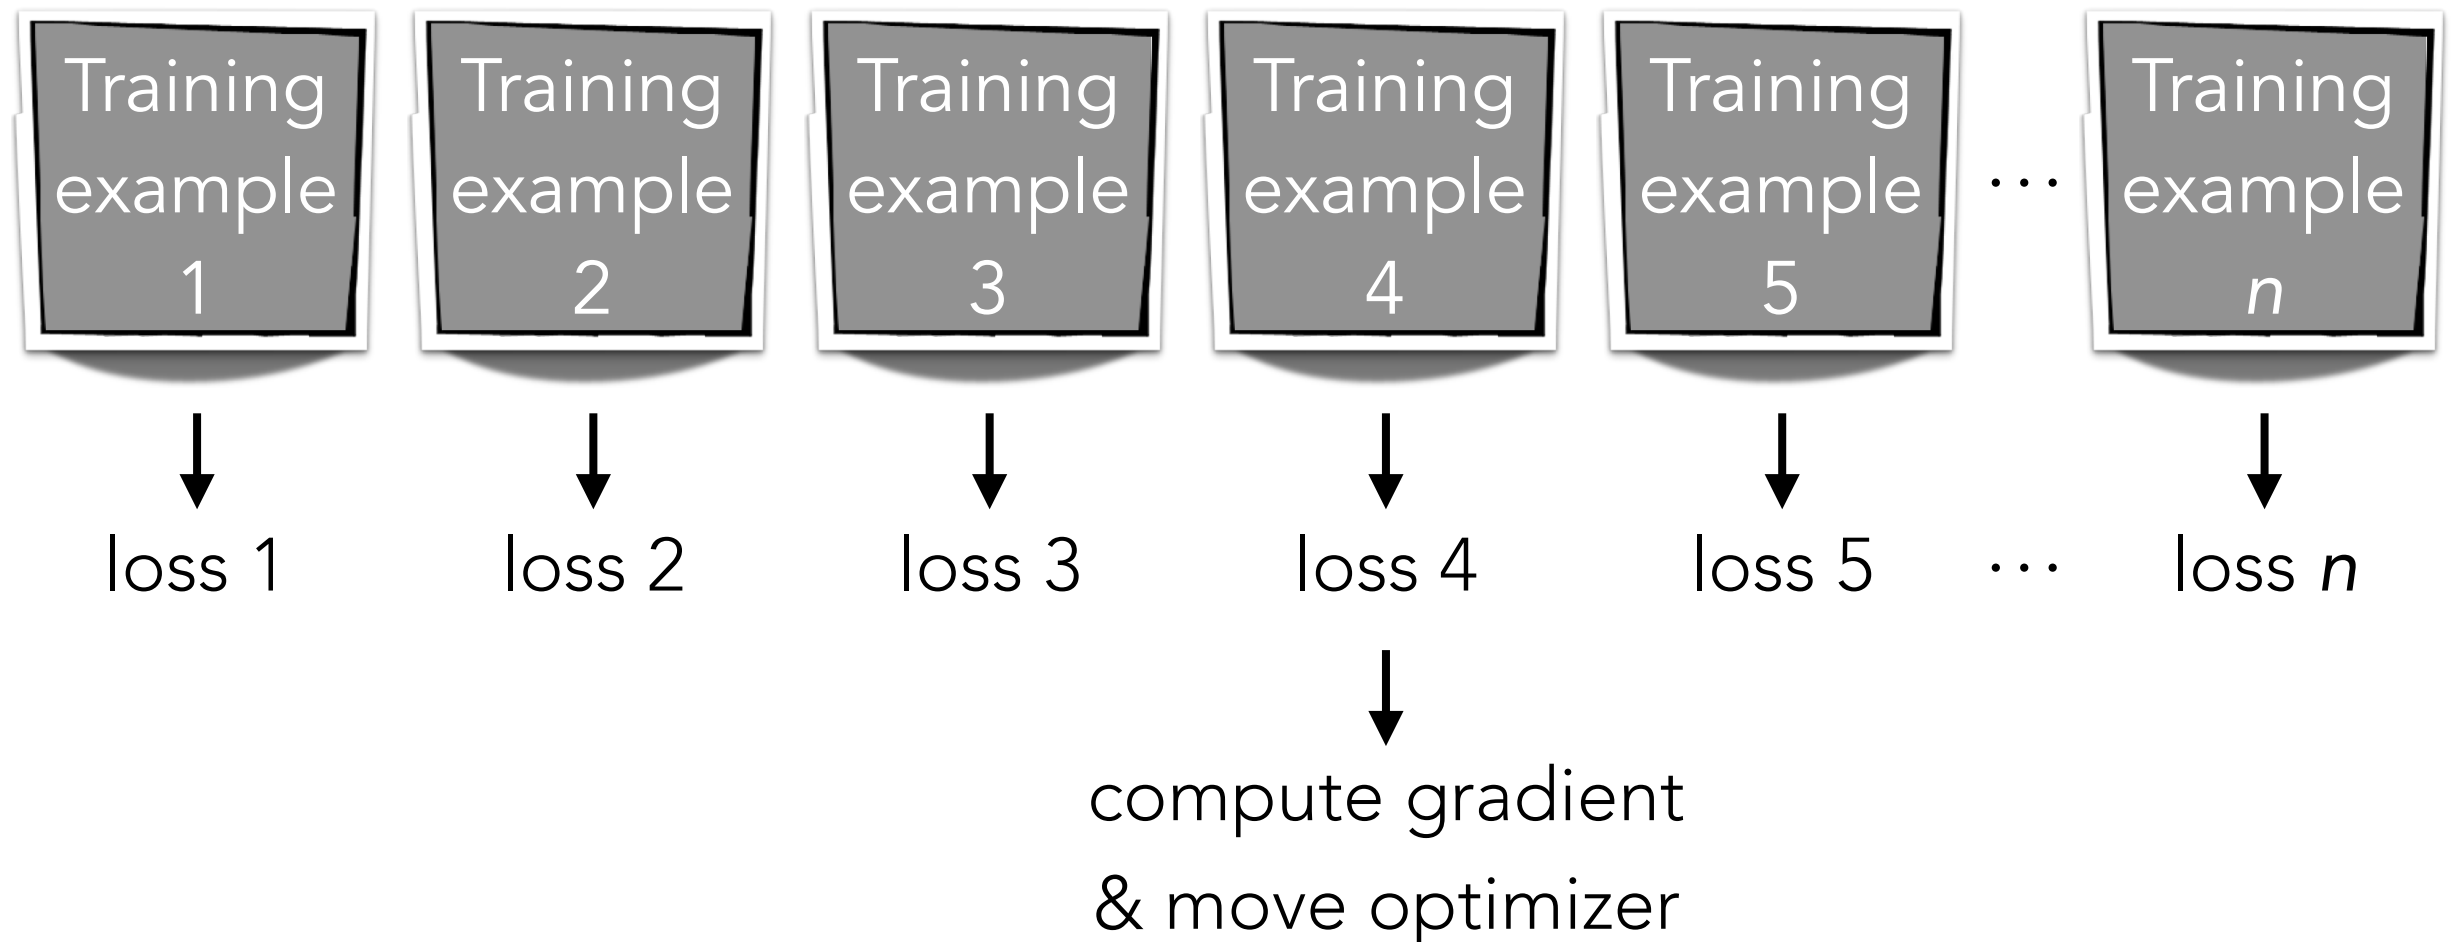 Training
example
1
Training
example
2
Training
example
3
Training
example
4
Training
example
5
...
Training
example
n
loss 1
loss 2
loss 3
loss 4
loss 5
...
loss n
compute gradient
& move optimizer